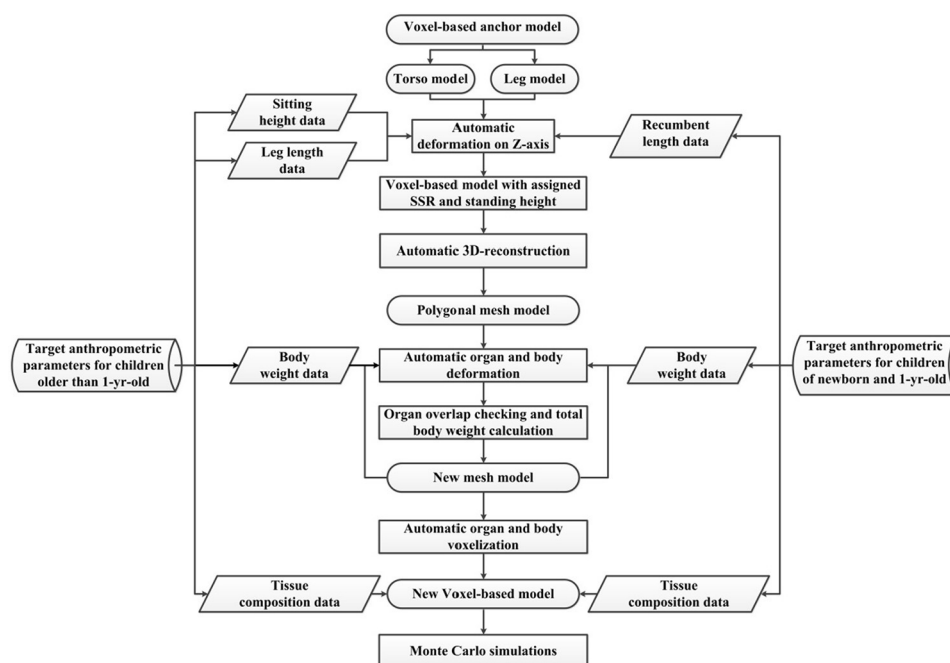 Voxel-based anchor model
Torso model
Leg model
Sitting
height data
Automatic
deformation on Z-axis
Recumbent
length data
Leg length
data
Voxel-based model with assigned
SSR and standing height
Automatic 3D-reconstruction
Polygonal mesh model
Target anthropometric
parameters for children
older than 1-yr-old
Body
weight data
Automatic organ and body
deformation
Body
weight data
Target anthropometric
parameters for children
of newborn and 1-yr-old
Organ overlap checking and total
body weight calculation
New mesh model
Automatic organ and body
voxelization
Tissue
composition data
New Voxel-based model
Tissue
composition data
Monte Carlo simulations